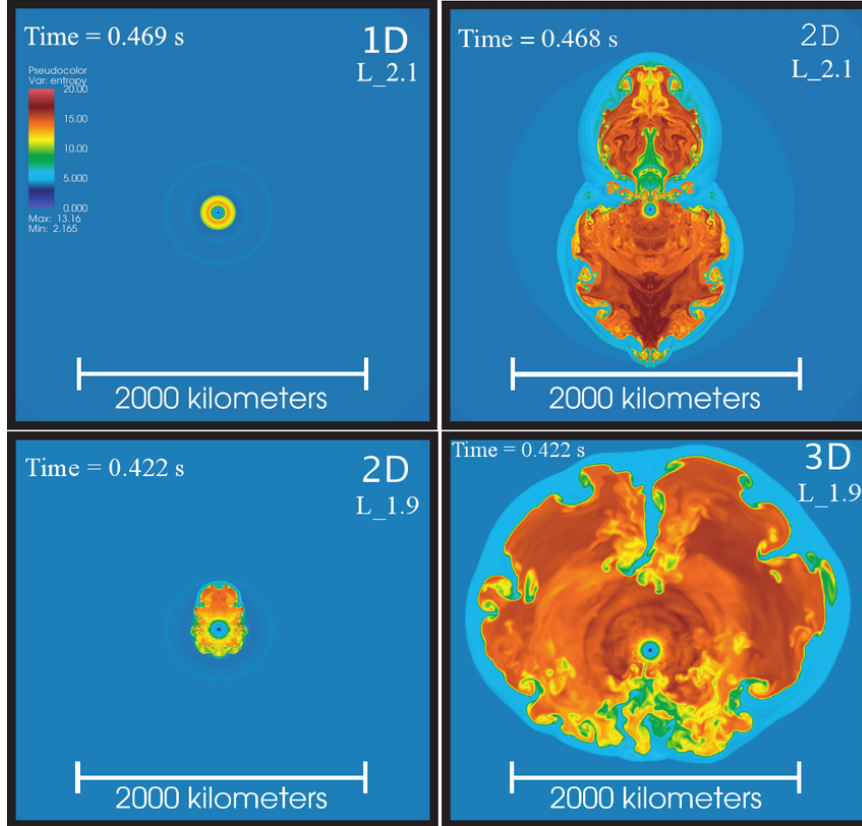 Time = 0.469 s
1D
L_2.1
Pseudocolor
Var: entropy
20.00
15.00
10.00
5.000
0.000
Max: 13.16
Min: 2.165
2000 kilometers
Time = 0.468 s
2D
L_2.1
2000 kilometers
Time = 0.422 s
2D
L_1.9
2000 kilometers
Time = 0.422 s
3D
L_1.9
2000 kilometers